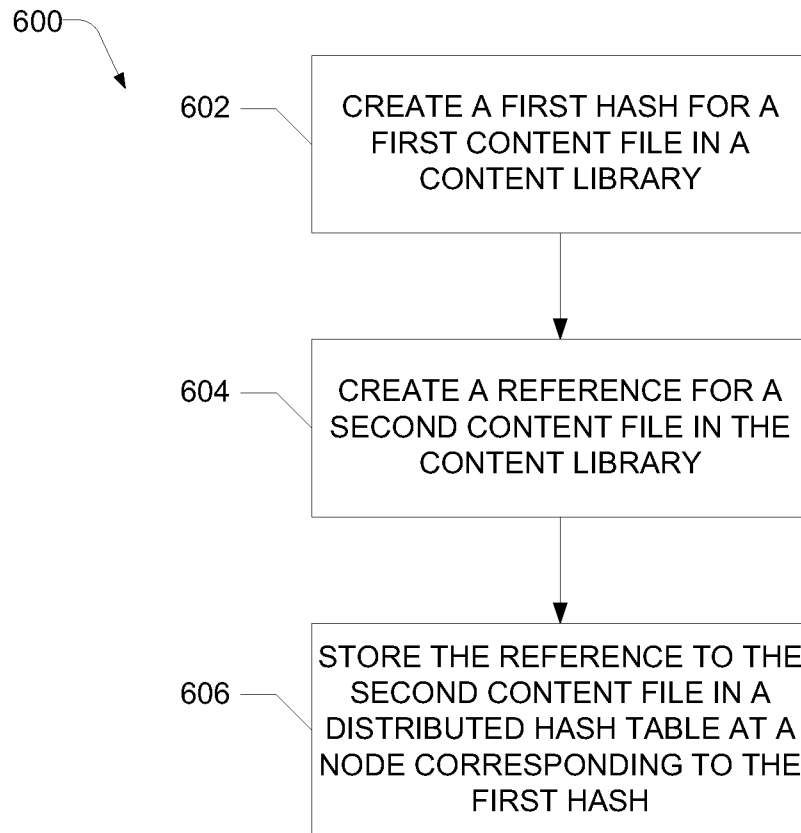 600
602
CREATE A FIRST HASH FOR A
FIRST CONTENT FILE IN A
CONTENT LIBRARY
604
CREATE A REFERENCE FOR A
SECOND CONTENT FILE IN THE
CONTENT LIBRARY
606
STORE THE REFERENCE TO THE
SECOND CONTENT FILE IN A
DISTRIBUTED HASH TABLE AT A
NODE CORRESPONDING TO THE
FIRST HASH